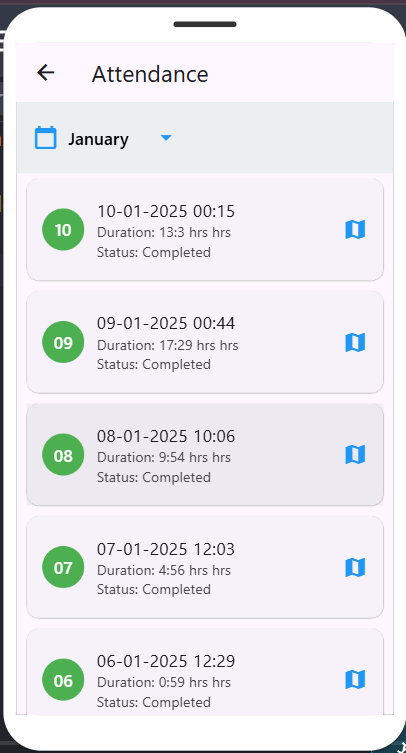 Attendance
January
10
10-01-2025 00:15
Duration: 13:3 hrs hrs
Status: Completed
09
09-01-2025 00:44
Duration: 17:29 hrs hrs
Status: Completed
08
08-01-2025 10:06
Duration: 9:54 hrs hrs
Status: Completed
07
07-01-2025 12:03
Duration: 4:56 hrs hrs
Status: Completed
06
06-01-2025 12:29
Duration: 0:59 hrs hrs
Status: Completed